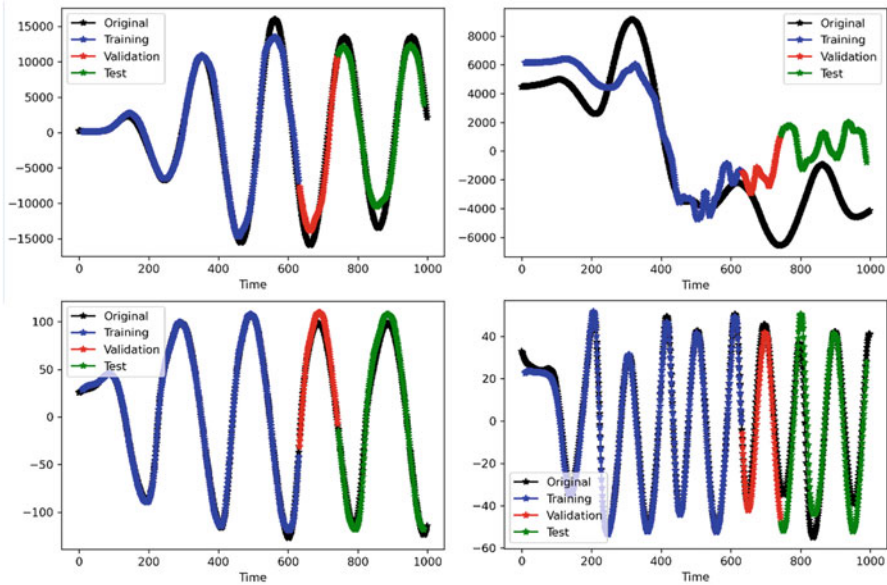 15000
10000
5000
0
−5000
−10000
−15000
Original
Training
Validation
Test
0 200 400 600 800 1000
Time
8000
6000
4000
2000
0
−2000
−4000
−6000
Original
Training
Validation
Test
0 200 400 600 800 1000
Time
100
50
0
−50
−100
Original
Training
Validation
Test
0 200 400 600 800 1000
Time
40
20
0
−20
−40
−60
Original
Training
Validation
Test
0 200 400 600 800 1000
Time